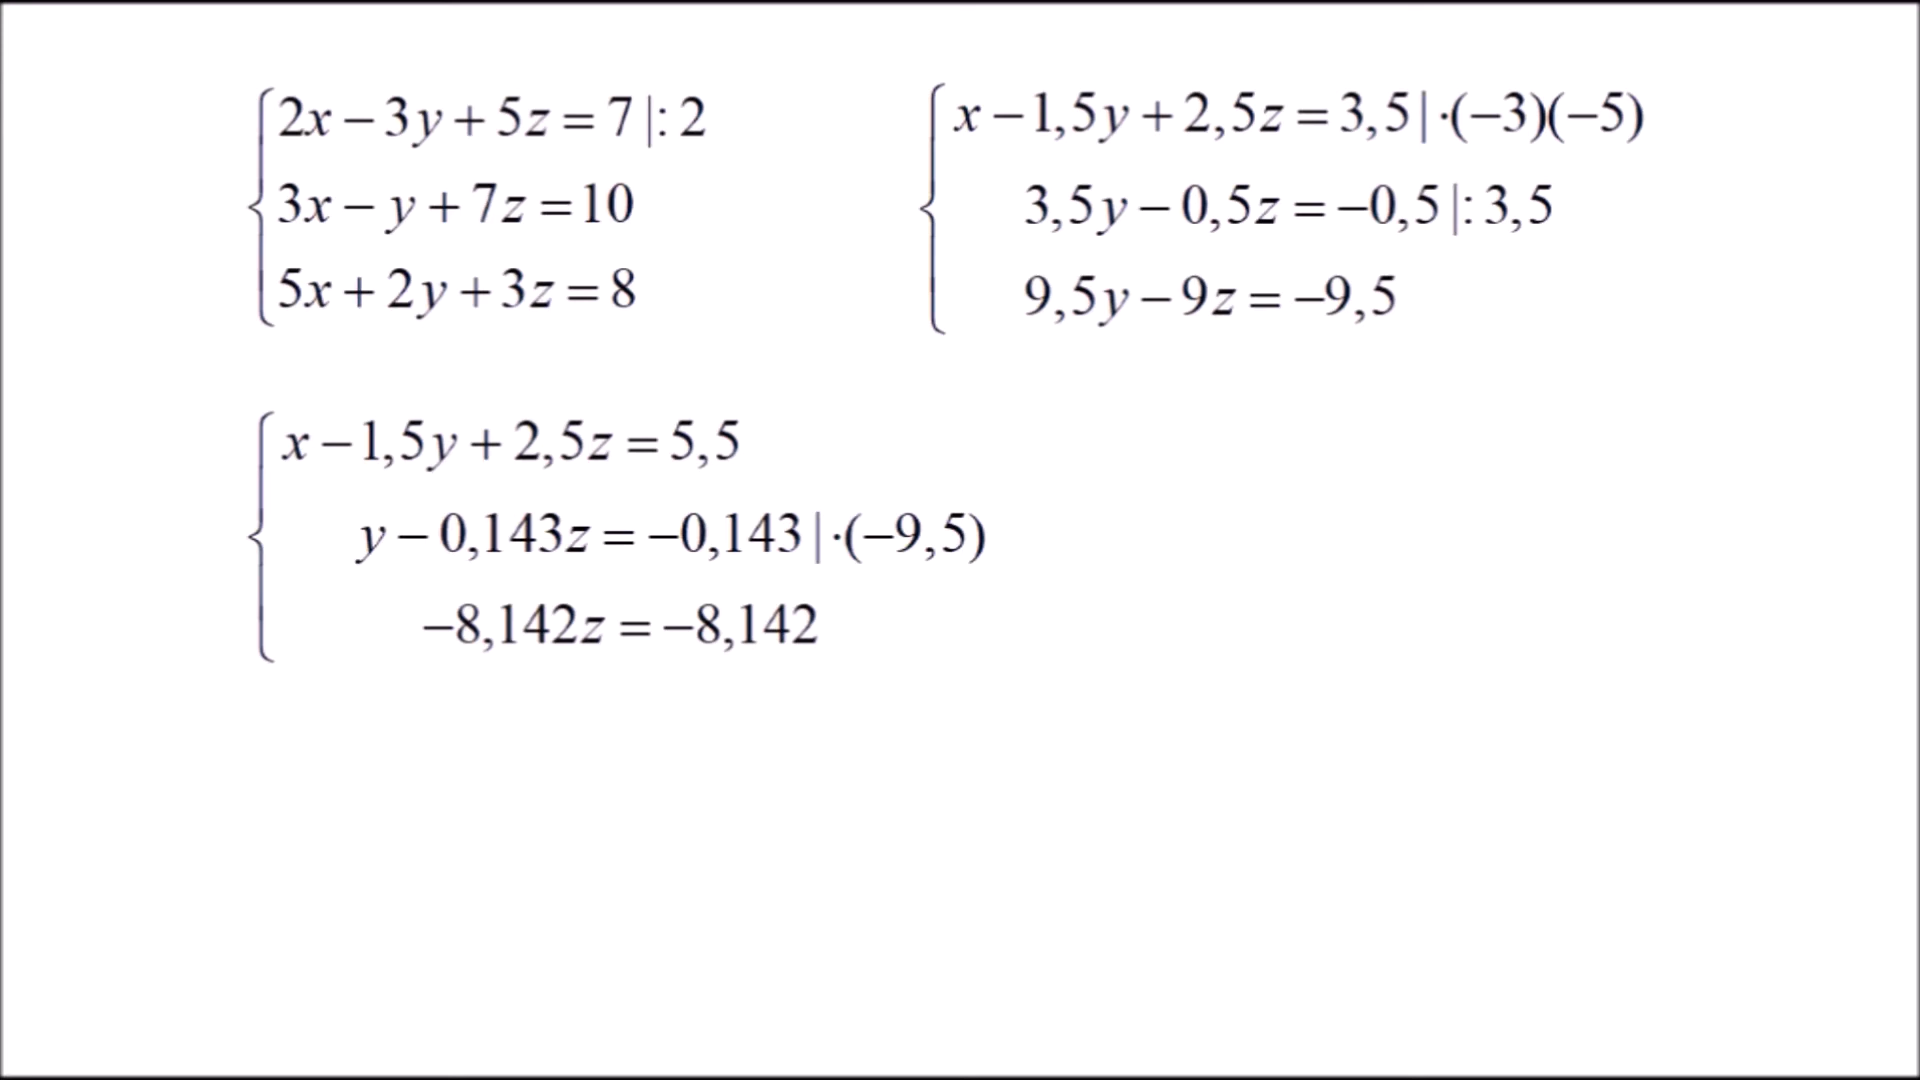 2x − 3y + 5z = 7 |: 2
3x − y + 7z = 10
5x + 2y + 3z = 8
x − 1,5y + 2,5z = 3,5 | ·(−3)(−5)
3,5y − 0,5z = −0,5 |: 3,5
9,5y − 9z = −9,5
x − 1,5y + 2,5z = 5,5
y − 0,143z = −0,143 | ·(−9,5)
−8,142z = −8,142